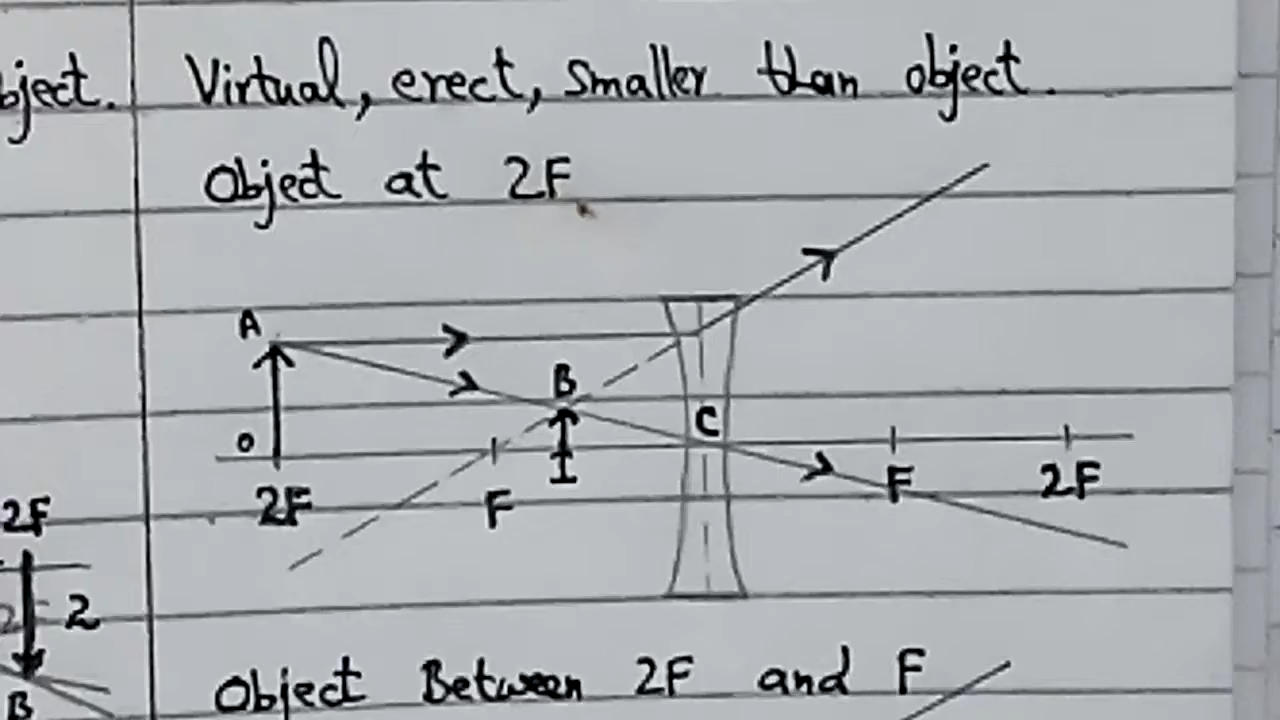 bject.
Virtual, erect, smaller than object.
Object at 2F
A
B
C
O
I
2F
F
F
2F
2F
2
B
Object Between 2F and F